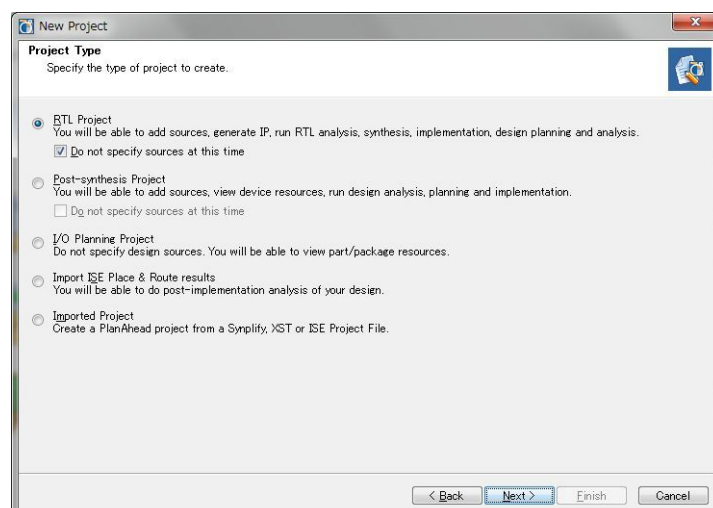 New Project
Project Type
Specify the type of project to create.
RTL Project
You will be able to add sources, generate IP, run RTL analysis, synthesis, implementation, design planning and analysis.
Do not specify sources at this time
Post-synthesis Project
You will be able to add sources, view device resources, run design analysis, planning and implementation.
Do not specify sources at this time
I/O Planning Project
Do not specify design sources. You will be able to view part/package resources.
Import ISE Place & Route results
You will be able to do post-implementation analysis of your design.
Imported Project
Create a PlanAhead project from a Synplify, XST or ISE Project File.
< Back Next > Finish Cancel